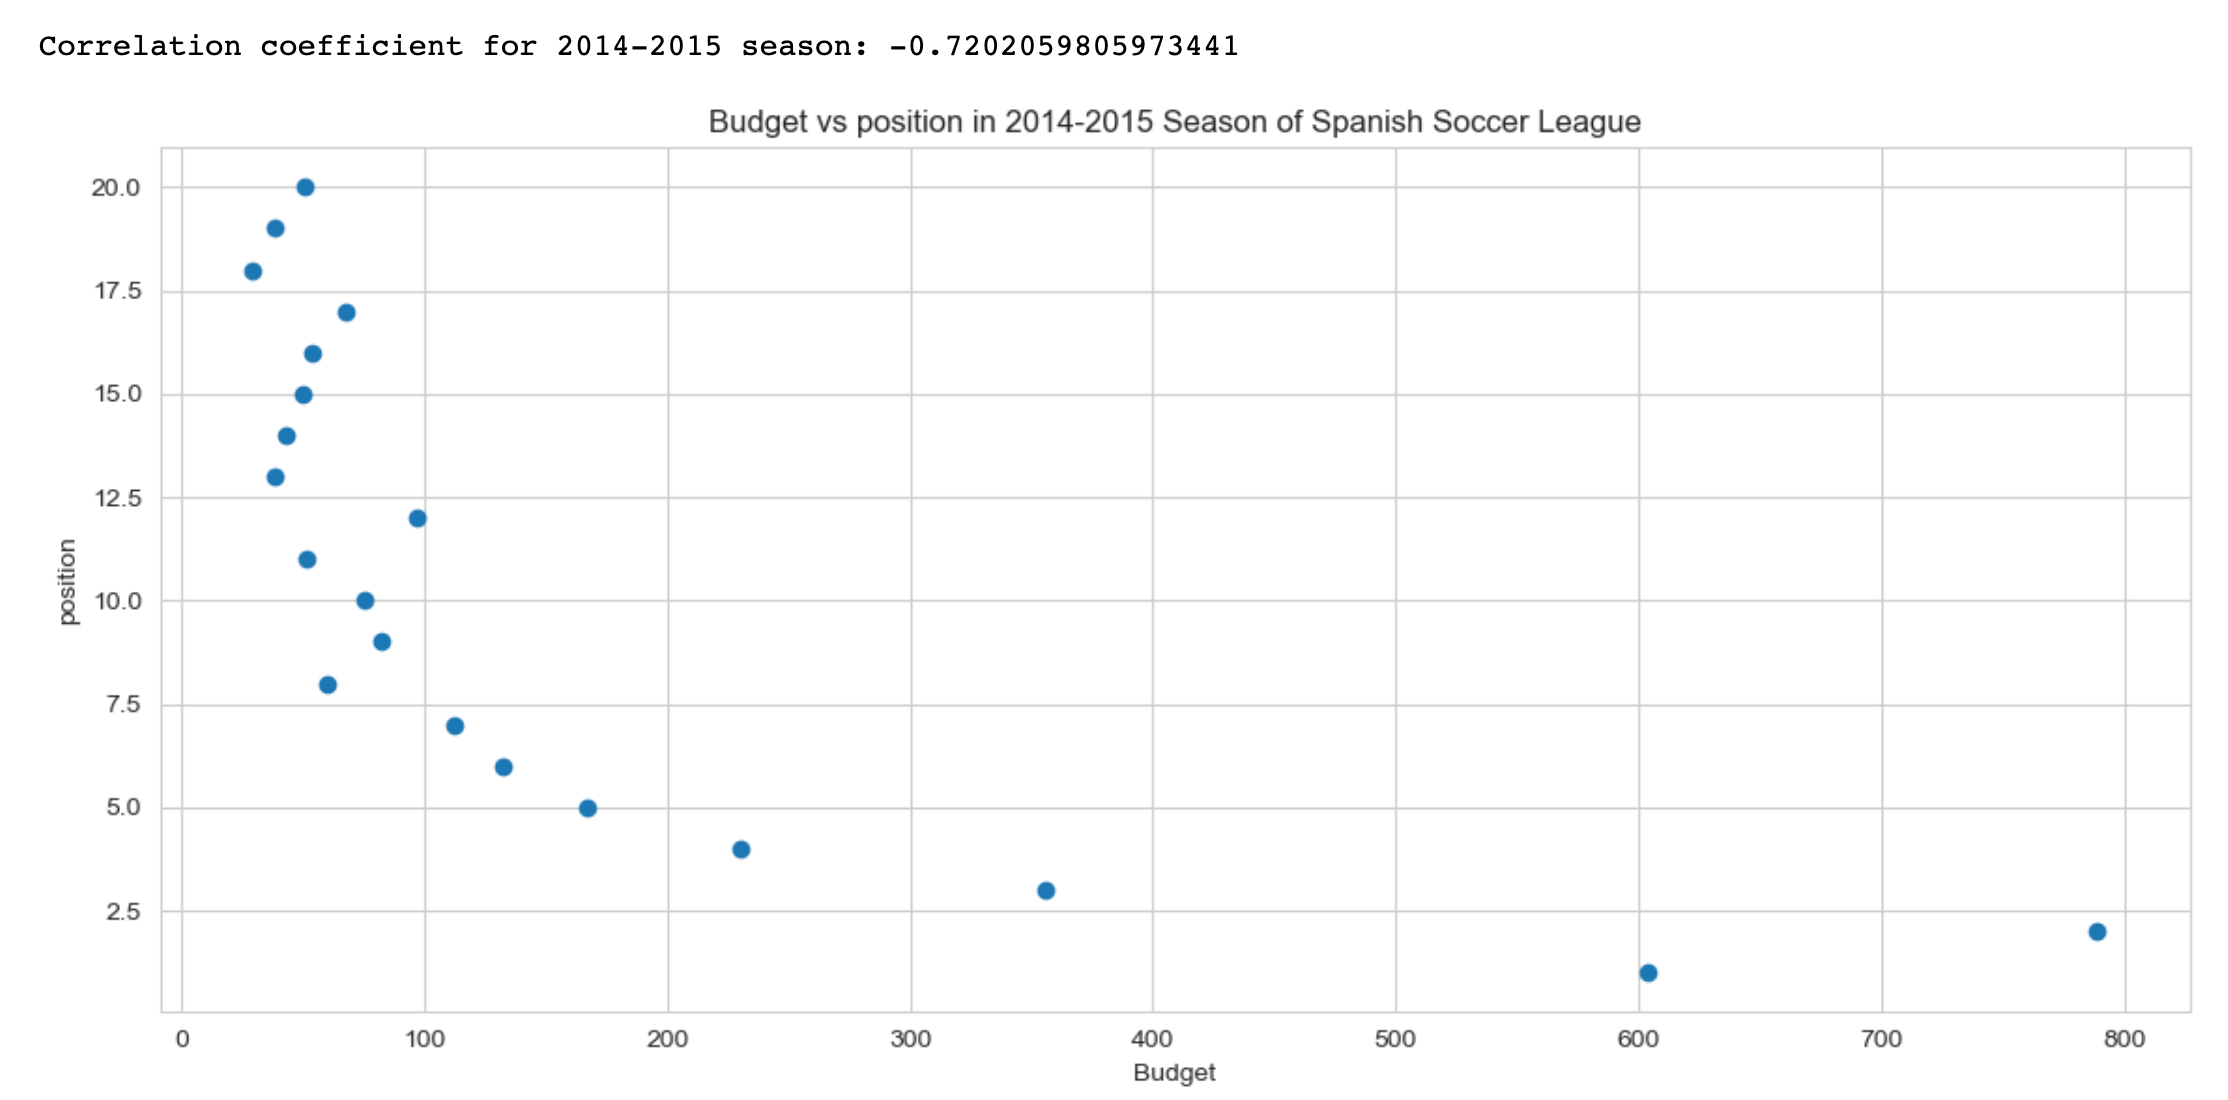 Correlation coefficient for 2014-2015 season: -0.7202059805973441
Budget vs position in 2014-2015 Season of Spanish Soccer League
20.0
17.5
15.0
12.5
10.0
7.5
5.0
2.5
position
0 100 200 300 400 500 600 700 800
Budget